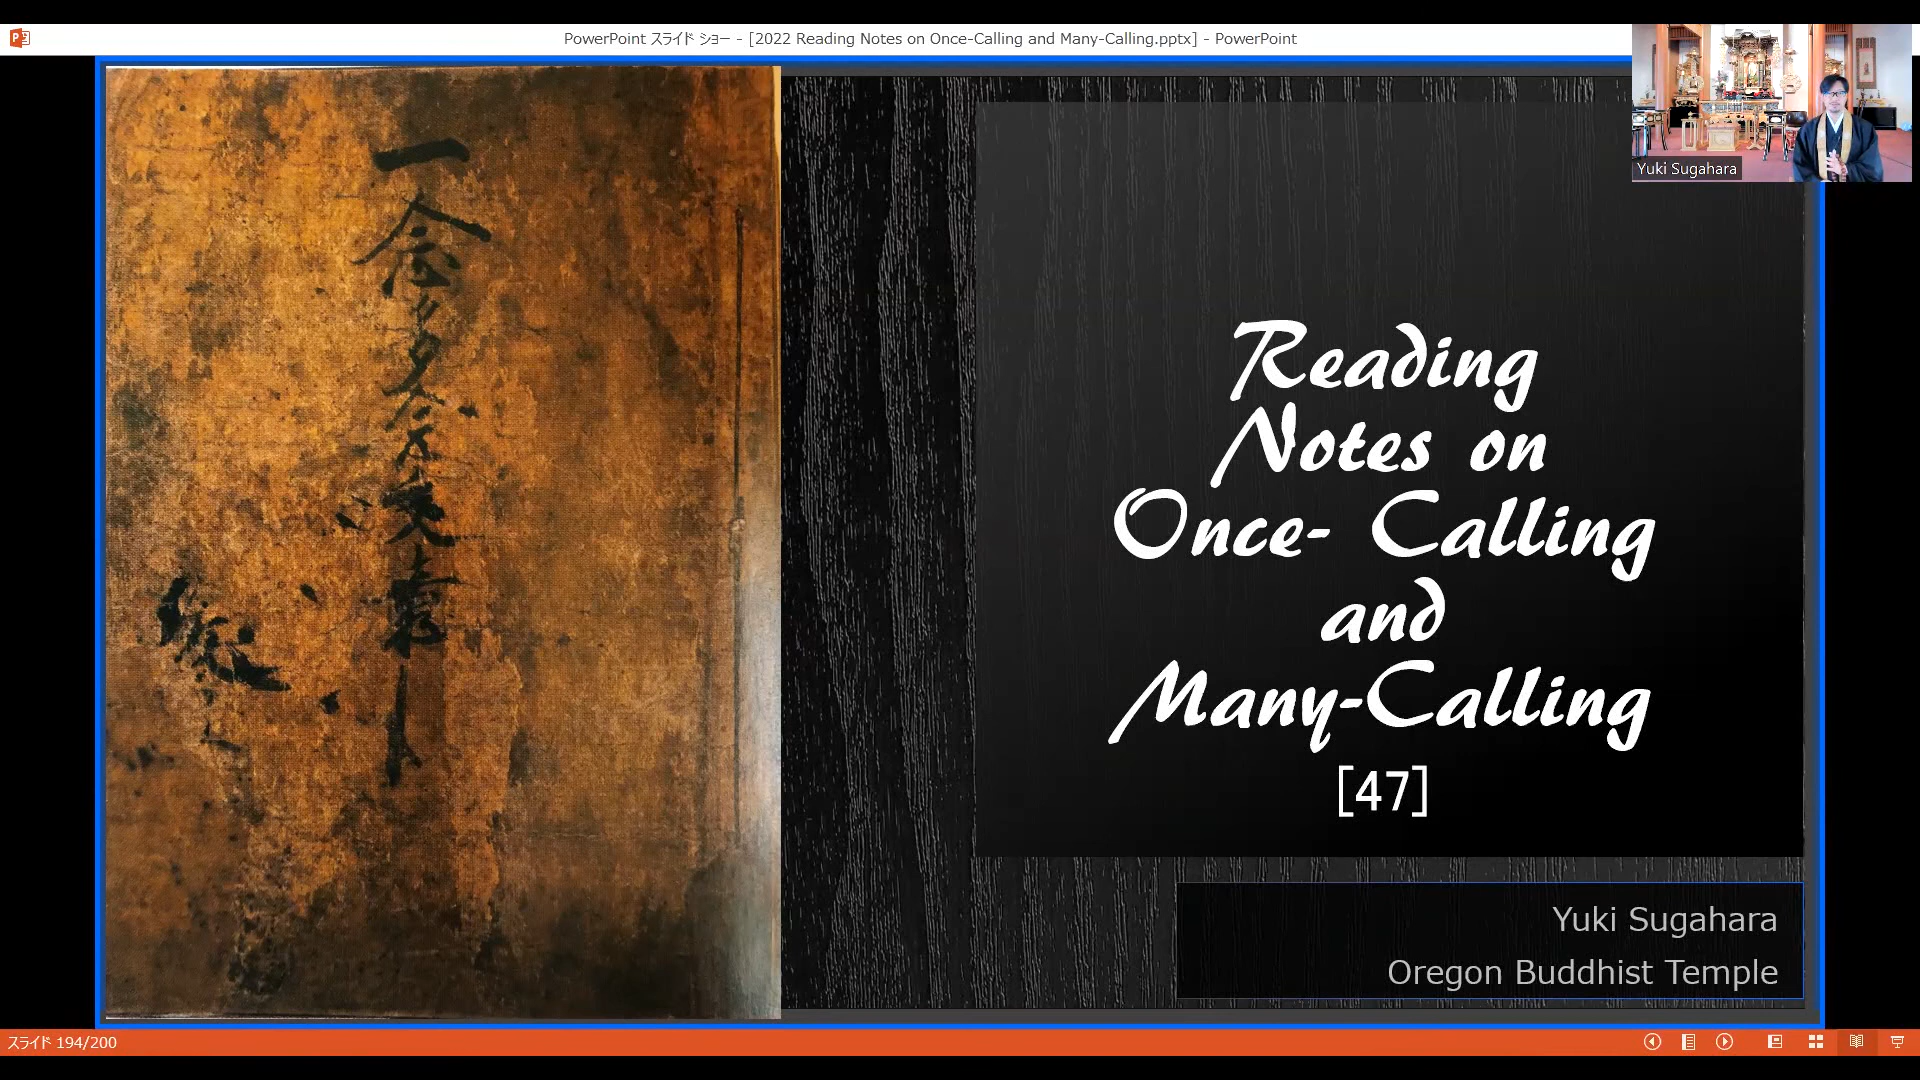 PowerPoint スライド ショー - [2022 Reading Notes on Once-Calling and Many-Calling.pptx] - PowerPoint
Yuki Sugahara
一念多念文意
Reading
Notes on
Once- Calling
and
Many-Calling
[47]
Yuki Sugahara
Oregon Buddhist Temple
スライド 194/200